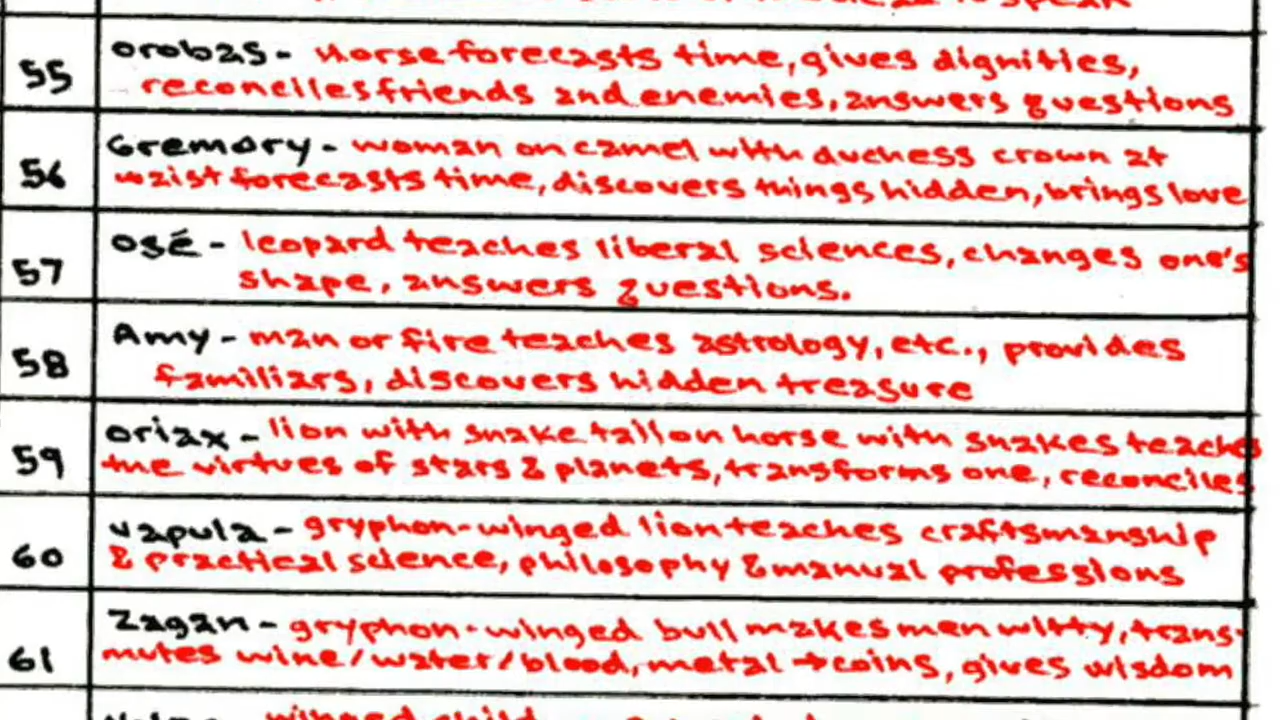 to speak
55
Orobas - Horse forecasts time, gives dignities,
reconciles friends and enemies, answers questions
56
Gremory - woman on camel with duchess crown at
waist forecasts time, discovers things hidden, brings love
57
Osé - leopard teaches liberal sciences, changes one's
shape, answers questions.
58
Amy - man or fire teaches astrology, etc., provides
familiars, discovers hidden treasure
59
Oriax - lion with snake tail on horse with snakes teaches
the virtues of stars & planets, transforms one, reconciles
60
Vapula - gryphon-winged lion teaches craftsmanship
& practical science, philosophy & manual professions
61
Zagan - gryphon-winged bull makes men witty, trans-
mutes wine/water/blood, metal → coins, gives wisdom
winged child